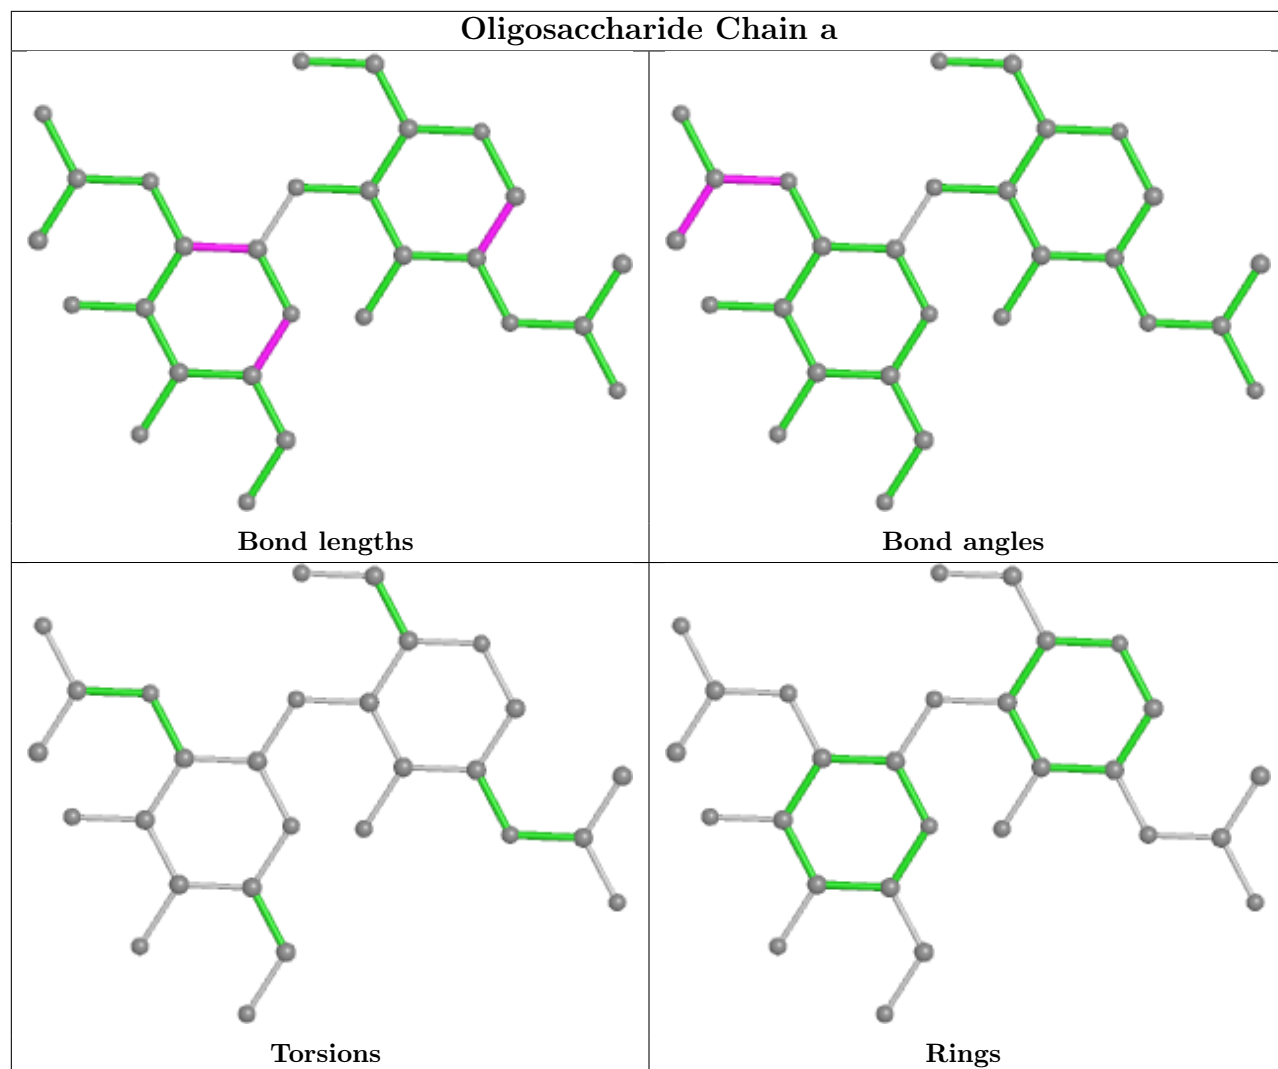 Oligosaccharide Chain a
Bond lengths
Bond angles
Torsions
Rings